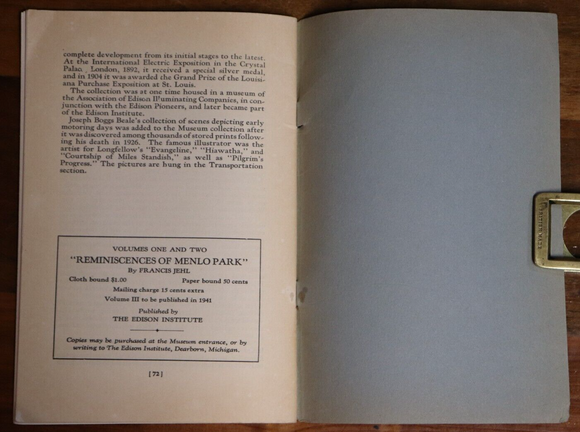 complete development from its initial stages to the latest.
At the International Electric Exposition in the Crystal
London, 1892, it received a special silver medal,
and in 1904 it was awarded the Grand Prize of the Louisi-
ana Purchase Exposition at St. Louis.
The collection was at one time housed in a museum of
the Association of Edison Illuminating Companies, in con-
junction with the Edison Pioneers, and later became part
of the Edison Institute.
Joseph Boggs Beale's collection of scenes depicting early
motoring days was added to the Museum collection after
it was discovered among thousands of stored prints follow-
ing his death in 1926. The famous illustrator was the
artist for Longfellow's "Evangeline," "Hiawatha," and
"Courtship of Miles Standish," as well as "Pilgrim's
Progress." The pictures are hung in the Transportation
section.
VOLUMES ONE AND TWO
"REMINISCENCES OF MENLO PARK"
By FRANCIS JEHL
Cloth bound $1.00 Paper bound 50 cents
Mailing charge 15 cents extra
Volume III to be published in 1941
Published by
THE EDISON INSTITUTE
Copies may be purchased at the Museum entrance, or by
writing to The Edison Institute, Dearborn, Michigan.
[72]